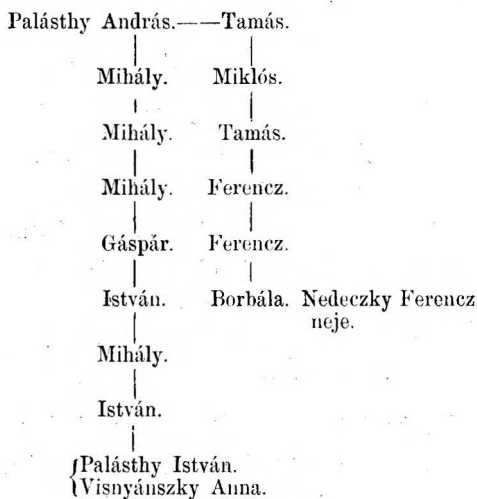 Palásthy András.——Tamás.
Mihály. Miklós.
Mihály. Tamás.
Mihály. Ferencz.
Gáspár. Ferencz.
István. Borbála. Nedeczky Ferencz
neje.
Mihály.
István.
{Palásthy István.
{Visnyánszky Anna.